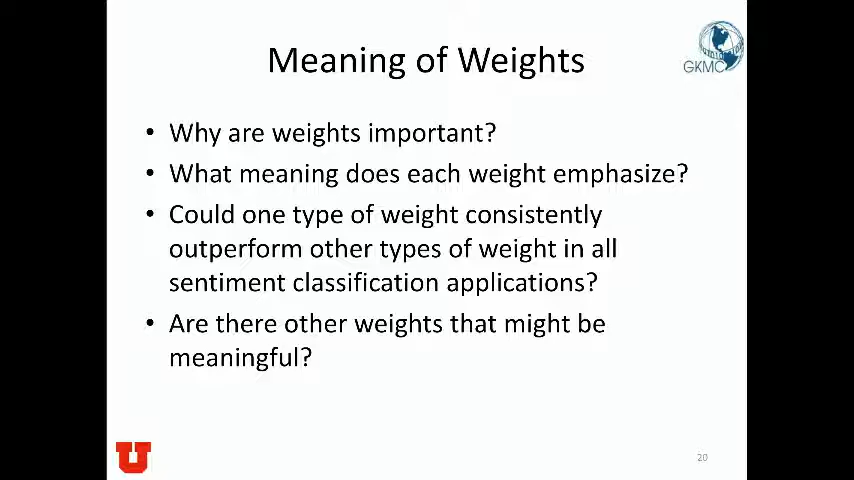 Meaning of Weights
GKMC
• Why are weights important?
• What meaning does each weight emphasize?
• Could one type of weight consistently
outperform other types of weight in all
sentiment classification applications?
• Are there other weights that might be
meaningful?
U
20